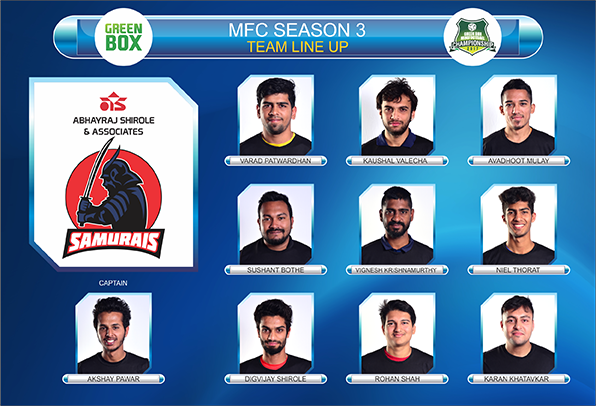 GREEN
BOX
MFC SEASON 3
TEAM LINE UP
CHAMPIONSHIP
ABHAYRAJ SHIROLE
& ASSOCIATES
SAMURAIS
VARAD PATWARDHAN
KAUSHAL VALECHA
AVADHOOT MULAY
SUSHANT BOTHE
VIGNESH KRISHNAMURTHY
NIEL THORAT
CAPTAIN
AKSHAY PAWAR
DIGVIJAY SHIROLE
ROHAN SHAH
KARAN KHATAVKAR